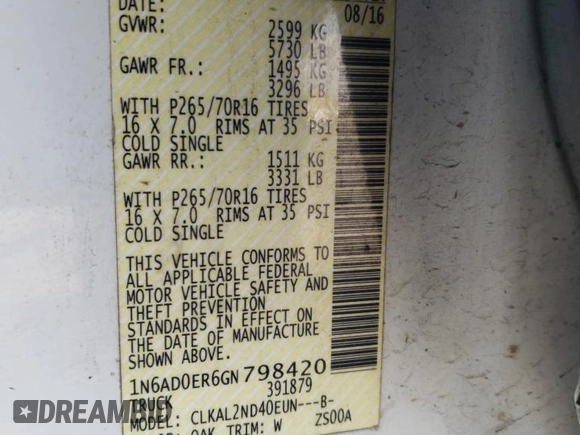 DATE: 08/16
GVWR: 2599 KG
5730 LB
GAWR FR.: 1495 KG
3296 LB
WITH P265/70R16 TIRES
16 X 7.0 RIMS AT 35 PSI
COLD SINGLE
GAWR RR.: 1511 KG
3331 LB
WITH P265/70R16 TIRES
16 X 7.0 RIMS AT 35 PSI
COLD SINGLE
THIS VEHICLE CONFORMS TO
ALL APPLICABLE FEDERAL
MOTOR VEHICLE SAFETY AND
THEFT PREVENTION
STANDARDS IN EFFECT ON
THE DATE OF MANUFACTURE
SHOWN ABOVE.
1N6AD0ER6GN798420
TRUCK 391879
MODEL: CLKAL2ND40EUN---B-
QAK TRIM: W ZS00A
DEALERS
AUCTION